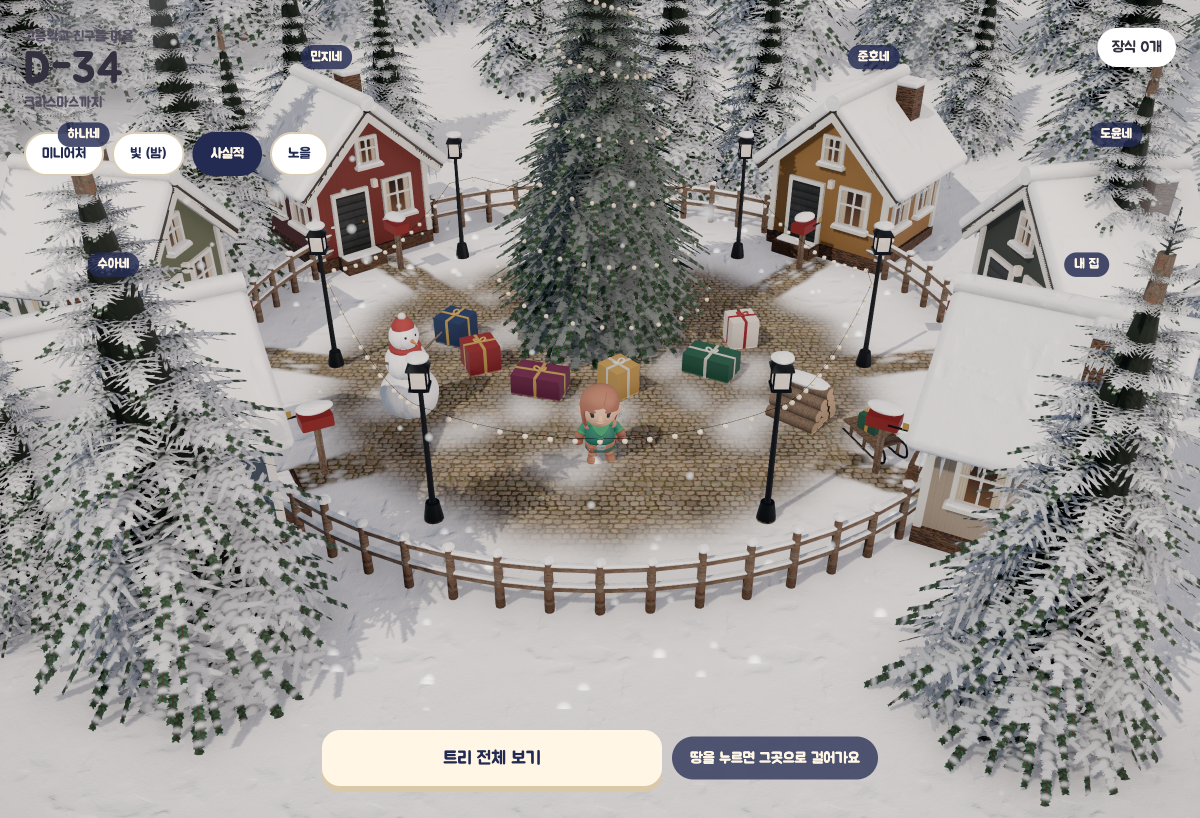 민지네
준호네
장식 0개
D-34
크리스마스까지
하나네
도윤네
미니어처
빛 (밤)
사실적
노을
수아네
내 집
트리 전체 보기
땅을 누르면 그곳으로 걸어가요